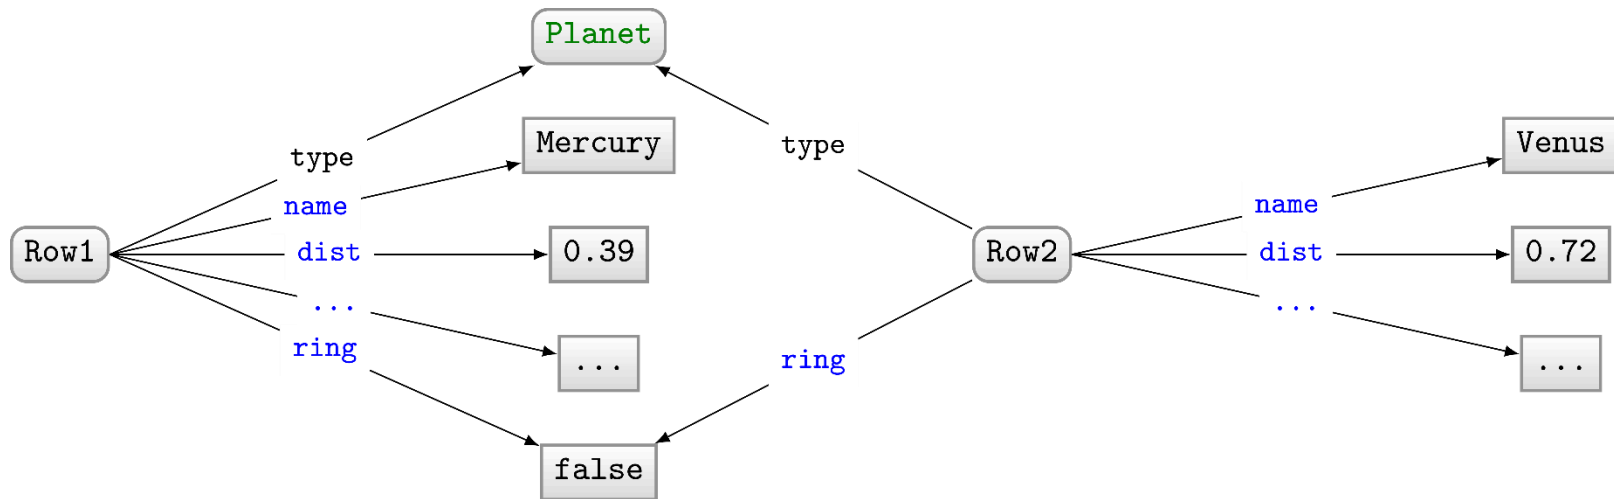 Planet
type
Mercury
type
Venus
name
name
Row1
dist
0.39
Row2
dist
0.72
...
...
ring
...
ring
...
false